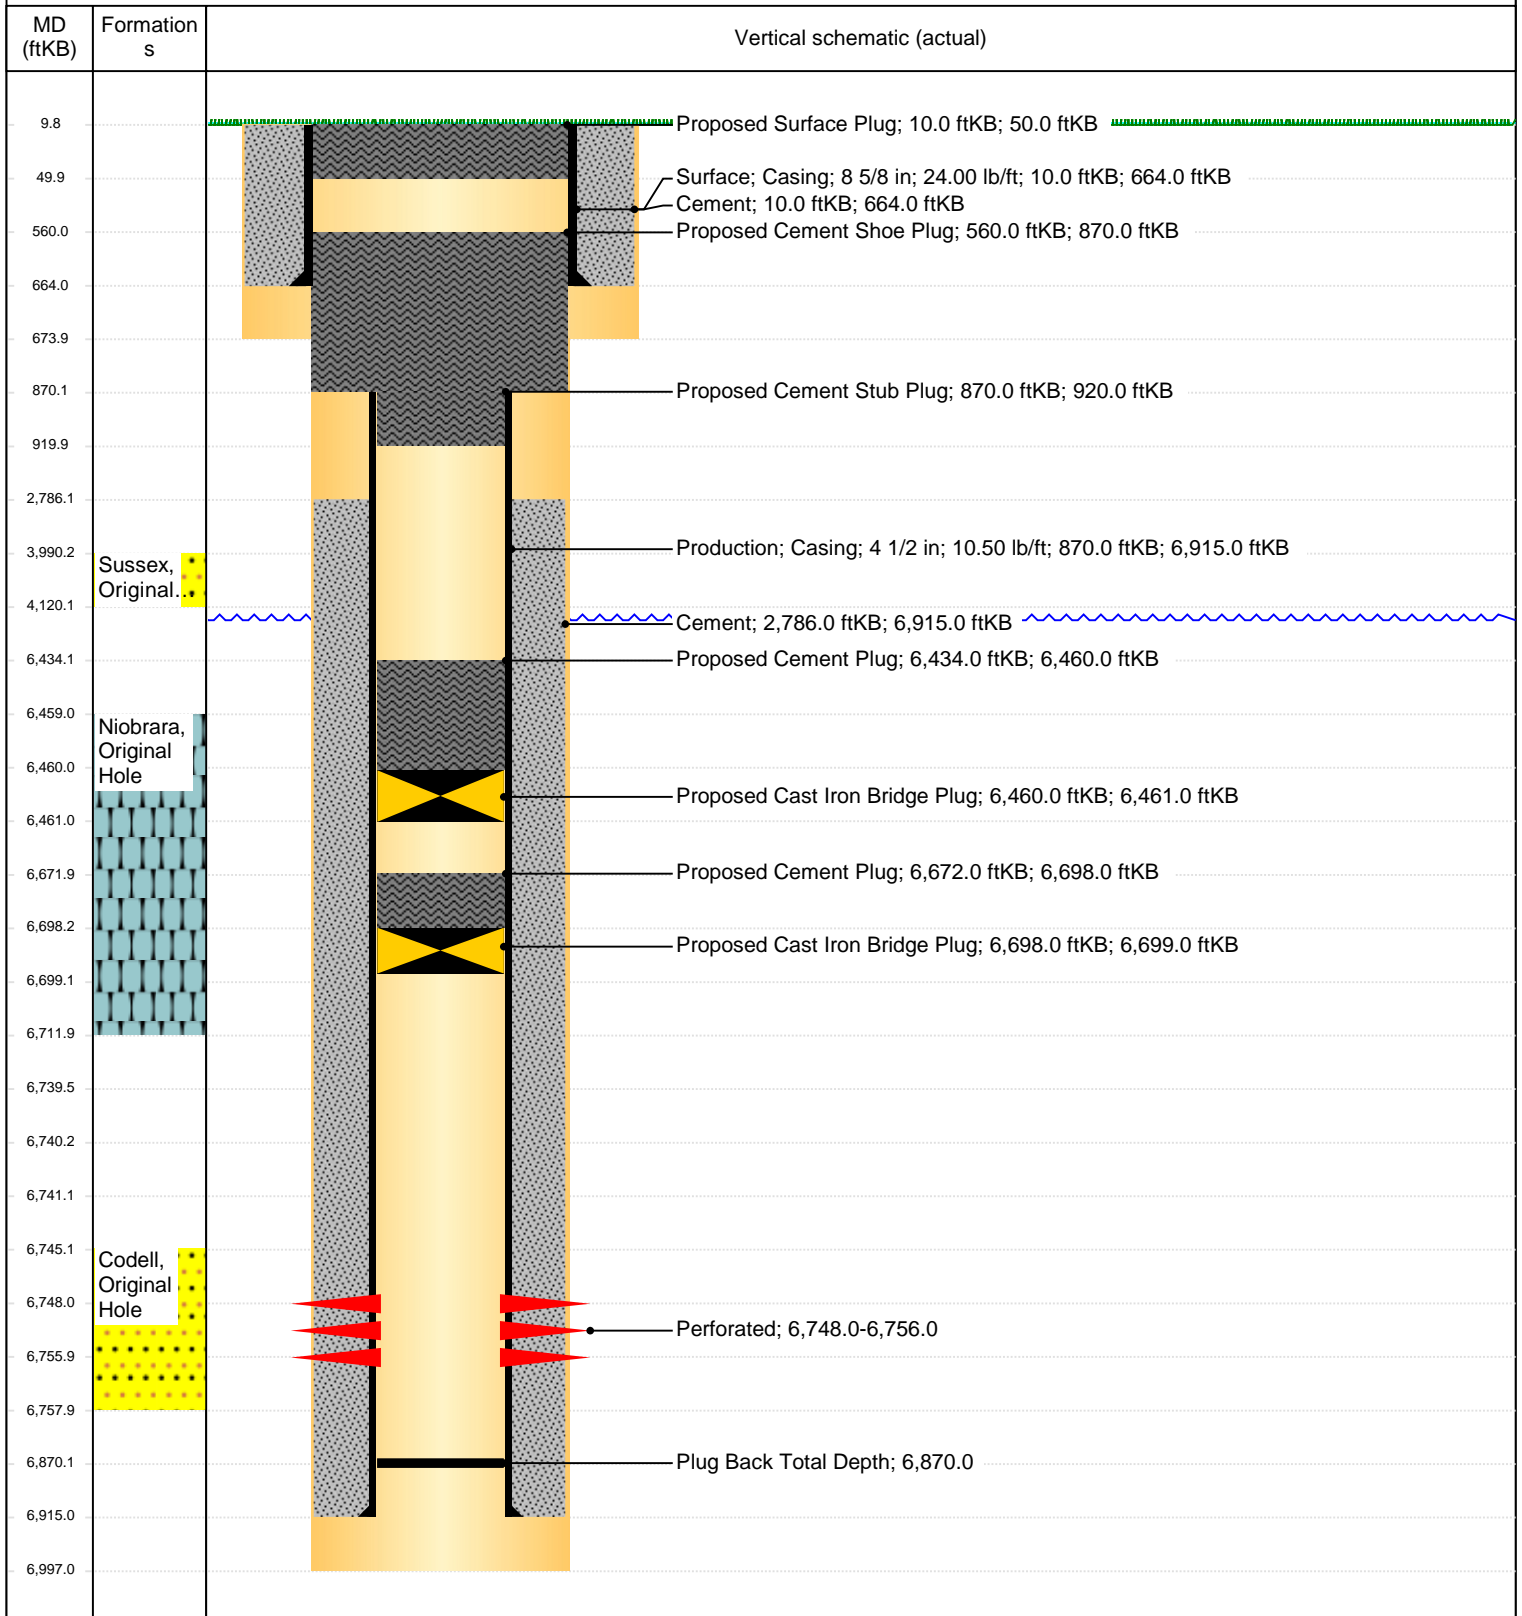 MD
(ftKB)
Formation
s
Vertical schematic (actual)
9.8
Proposed Surface Plug; 10.0 ftKB; 50.0 ftKB
49.9
Surface; Casing; 8 5/8 in; 24.00 lb/ft; 10.0 ftKB; 664.0 ftKB
Cement; 10.0 ftKB; 664.0 ftKB
560.0
Proposed Cement Shoe Plug; 560.0 ftKB; 870.0 ftKB
664.0
673.9
870.1
Proposed Cement Stub Plug; 870.0 ftKB; 920.0 ftKB
919.9
2,786.1
3,990.2
Production; Casing; 4 1/2 in; 10.50 lb/ft; 870.0 ftKB; 6,915.0 ftKB
Sussex,
Original...
4,120.1
Cement; 2,786.0 ftKB; 6,915.0 ftKB
6,434.1
Proposed Cement Plug; 6,434.0 ftKB; 6,460.0 ftKB
6,459.0
Niobrara,
Original
Hole
6,460.0
Proposed Cast Iron Bridge Plug; 6,460.0 ftKB; 6,461.0 ftKB
6,461.0
6,671.9
Proposed Cement Plug; 6,672.0 ftKB; 6,698.0 ftKB
6,698.2
Proposed Cast Iron Bridge Plug; 6,698.0 ftKB; 6,699.0 ftKB
6,699.1
6,711.9
6,739.5
6,740.2
6,741.1
6,745.1
Codell,
Original
Hole
6,748.0
Perforated; 6,748.0-6,756.0
6,755.9
6,757.9
6,870.1
Plug Back Total Depth; 6,870.0
6,915.0
6,997.0